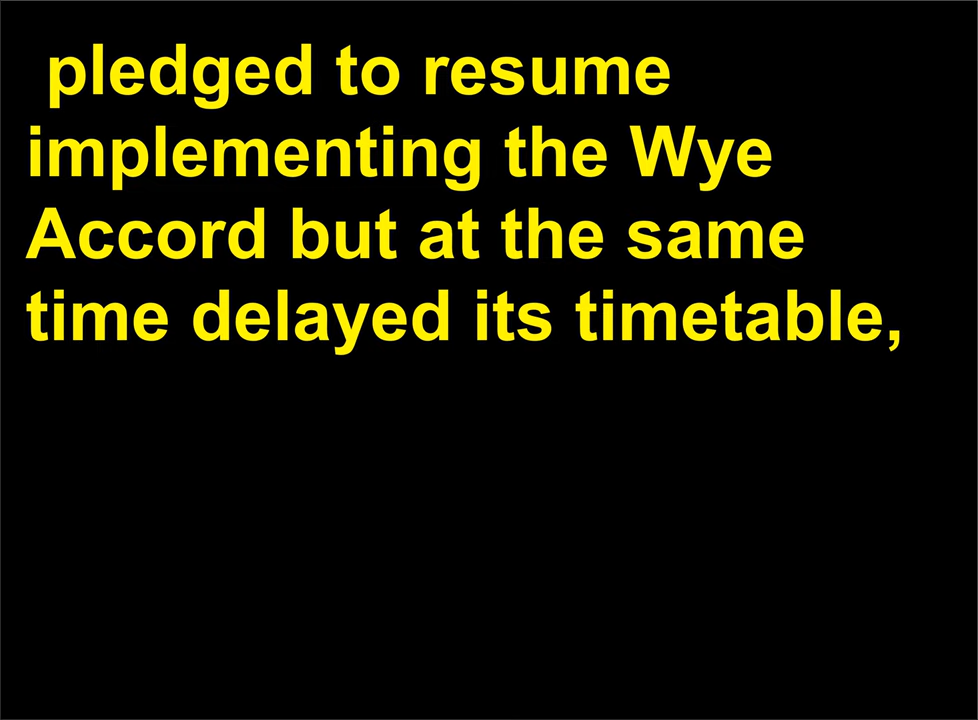 pledged to resume
implementing the Wye
Accord but at the same
time delayed its timetable,